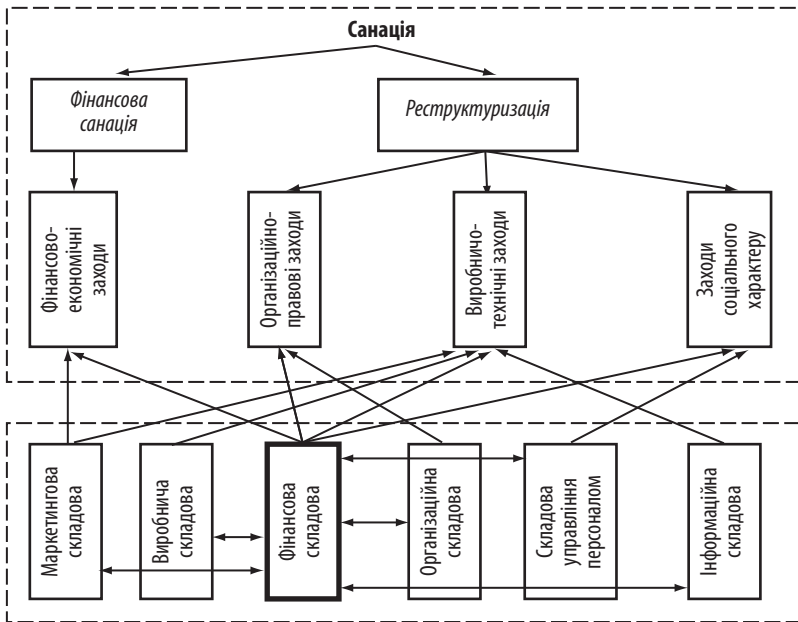 Санація
Фінансова
санація
Реструктуризація
Фінансово-
економічні
заходи
Організаційно-
правові заходи
Виробничо-
технічні заходи
Заходи
соціального
характеру
Маркетингова
складова
Виробнича
складова
Фінансова
складова
Організаційна
складова
Складова
управління
персоналом
Інформаційна
складова